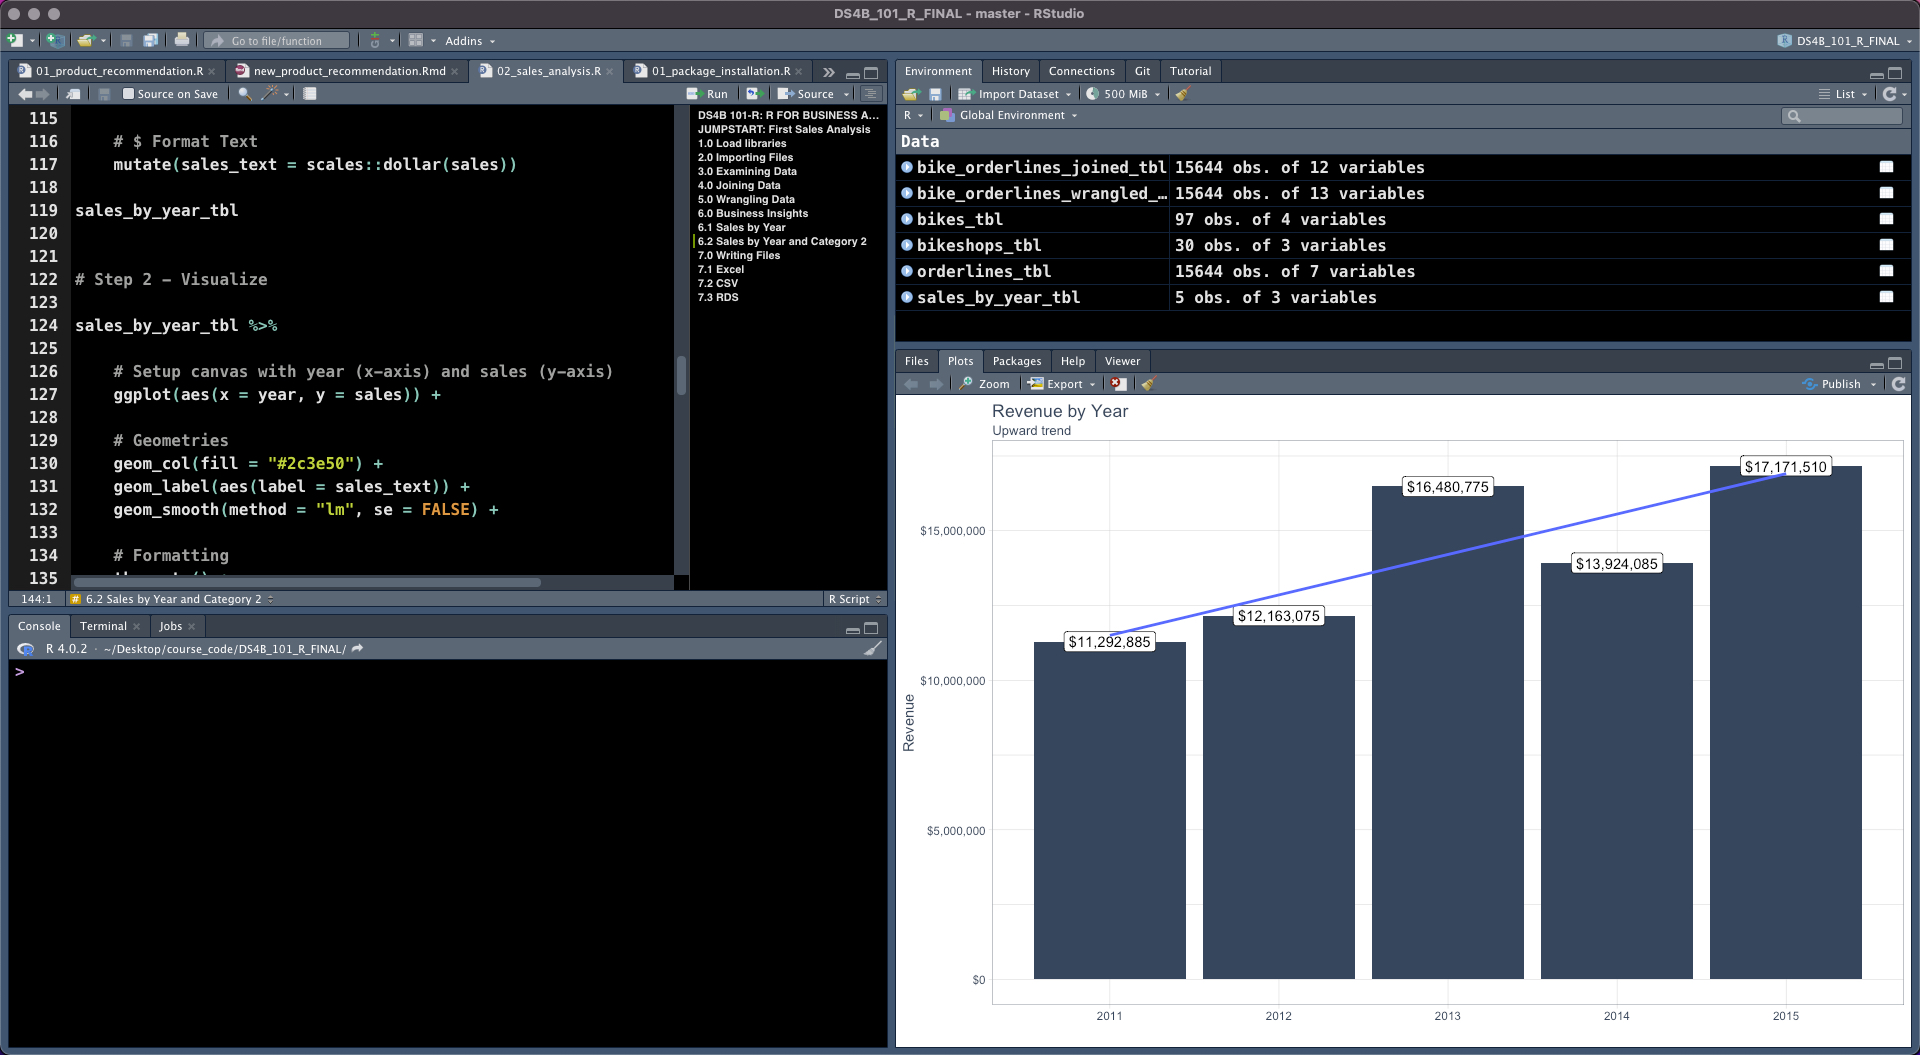 DS4B_101_R_FINAL - master - RStudio
Go to file/function
Addins
DS4B_101_R_FINAL
01_product_recommendation.R
new_product_recommendation.Rmd
02_sales_analysis.R
01_package_installation.R
Source on Save
Run
Source
115
116 # $ Format Text
117 mutate(sales_text = scales::dollar(sales))
118
119 sales_by_year_tbl
120
121
122 # Step 2 - Visualize
123
124 sales_by_year_tbl %>%
125
126 # Setup canvas with year (x-axis) and sales (y-axis)
127 ggplot(aes(x = year, y = sales)) +
128
129 # Geometries
130 geom_col(fill = "#2c3e50") +
131 geom_label(aes(label = sales_text)) +
132 geom_smooth(method = "lm", se = FALSE) +
133
134 # Formatting
135
DS4B 101-R: R FOR BUSINESS A...
JUMPSTART: First Sales Analysis
1.0 Load libraries
2.0 Importing Files
3.0 Examining Data
4.0 Joining Data
5.0 Wrangling Data
6.0 Business Insights
6.1 Sales by Year
6.2 Sales by Year and Category 2
7.0 Writing Files
7.1 Excel
7.2 CSV
7.3 RDS
144:1
# 6.2 Sales by Year and Category 2
R Script
Console
Terminal
Jobs
R 4.0.2 · ~/Desktop/course_code/DS4B_101_R_FINAL/
>
Environment
History
Connections
Git
Tutorial
Import Dataset
500 MiB
List
R
Global Environment
Data
bike_orderlines_joined_tbl 15644 obs. of 12 variables
bike_orderlines_wrangled_… 15644 obs. of 13 variables
bikes_tbl 97 obs. of 4 variables
bikeshops_tbl 30 obs. of 3 variables
orderlines_tbl 15644 obs. of 7 variables
sales_by_year_tbl 5 obs. of 3 variables
Files
Plots
Packages
Help
Viewer
Zoom
Export
Publish
Revenue by Year
Upward trend
$17,171,510
$16,480,775
$15,000,000
$13,924,085
$12,163,075
$11,292,885
$10,000,000
Revenue
$5,000,000
$0
2011 2012 2013 2014 2015